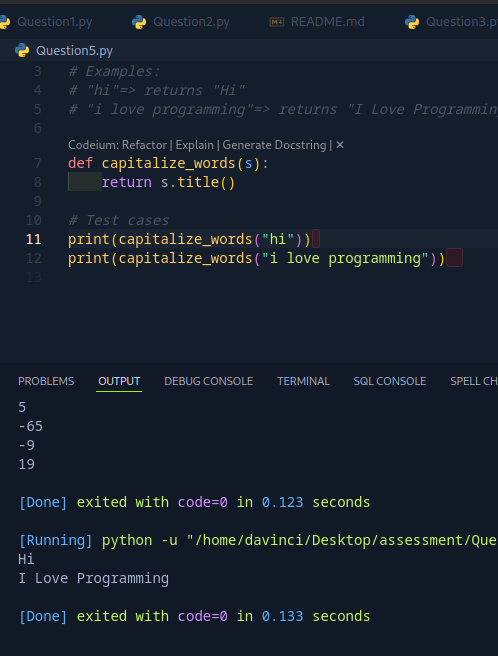 Question1.py Question2.py README.md Question3.p
Question5.py
3 # Examples:
4 # "hi"=> returns "Hi"
5 # "i love programming"=> returns "I Love Programmin
6
Codeium: Refactor | Explain | Generate Docstring | ✕
7 def capitalize_words(s):
8 return s.title()
9
10 # Test cases
11 print(capitalize_words("hi"))
12 print(capitalize_words("i love programming"))
13
PROBLEMS OUTPUT DEBUG CONSOLE TERMINAL SQL CONSOLE SPELL CH
5
-65
-9
19
[Done] exited with code=0 in 0.123 seconds
[Running] python -u "/home/davinci/Desktop/assessment/Que
Hi
I Love Programming
[Done] exited with code=0 in 0.133 seconds